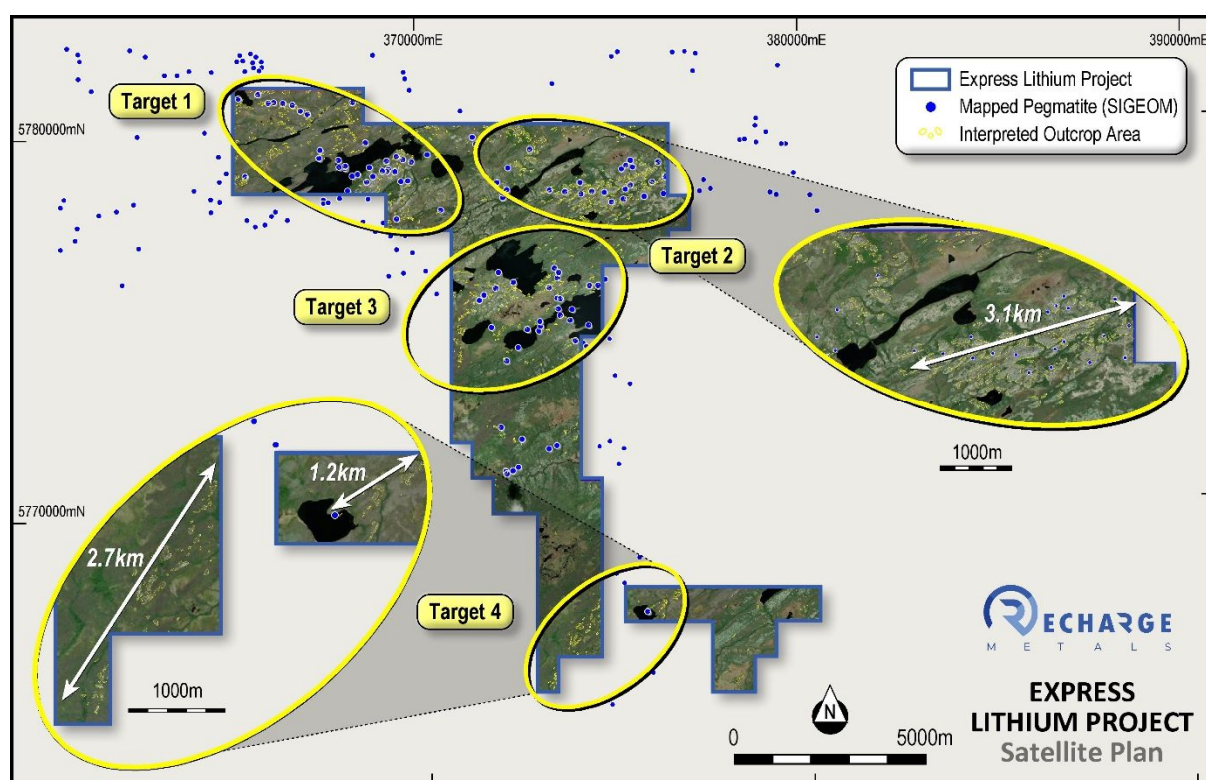 370000mE
380000mE
390000mE
Express Lithium Project
Mapped Pegmatite (SIGEOM)
Interpreted Outcrop Area
Target 1
5780000mN
Target 2
Target 3
3.1km
1000m
1.2km
2.7km
5770000mN
1000m
Target 4
RECHARGE
METALS
N
0 5000m
EXPRESS
LITHIUM PROJECT
Satellite Plan